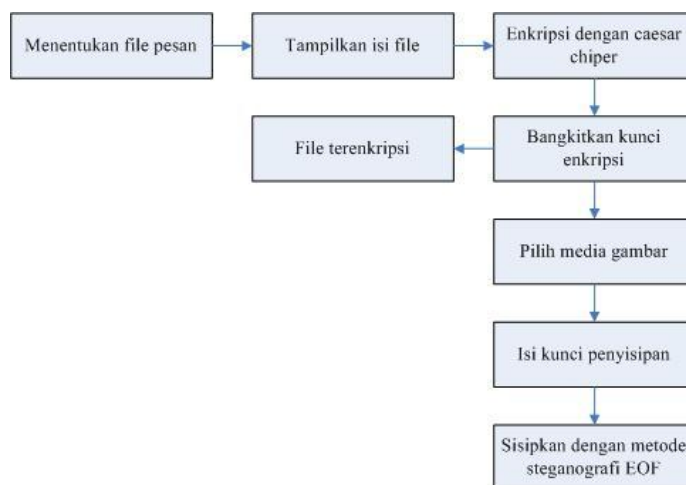 Menentukan file pesan
Tampilkan isi file
Enkripsi dengan caesar
chiper
File terenkripsi
Bangkitkan kunci
enkripsi
Pilih media gambar
Isi kunci penyisipan
Sisipkan dengan metode
steganografi EOF